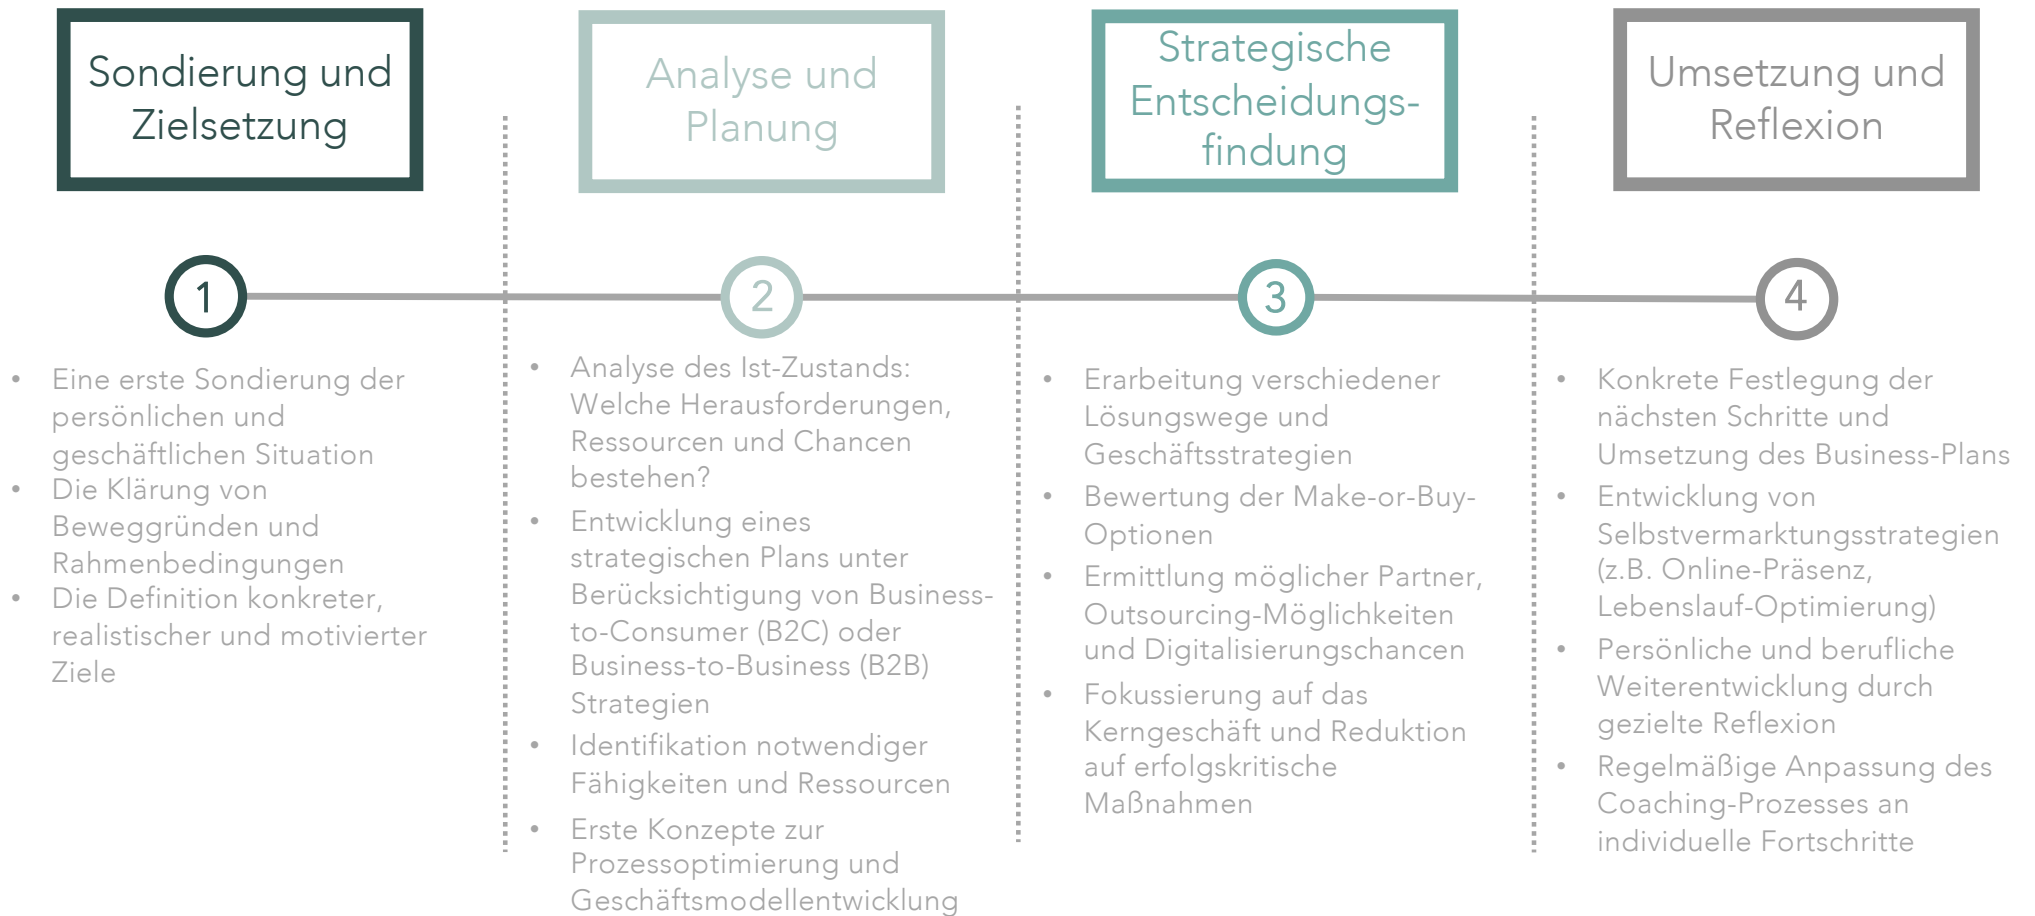 Sondierung und
Zielsetzung
Analyse und
Planung
Strategische
Entscheidungs-
findung
Umsetzung und
Reflexion
1
2
3
4
• Eine erste Sondierung der
persönlichen und
geschäftlichen Situation
• Die Klärung von
Beweggründen und
Rahmenbedingungen
• Die Definition konkreter,
realistischer und motivierter
Ziele
• Analyse des Ist-Zustands:
Welche Herausforderungen,
Ressourcen und Chancen
bestehen?
• Entwicklung eines
strategischen Plans unter
Berücksichtigung von Business-
to-Consumer (B2C) oder
Business-to-Business (B2B)
Strategien
• Identifikation notwendiger
Fähigkeiten und Ressourcen
• Erste Konzepte zur
Prozessoptimierung und
Geschäftsmodellentwicklung
• Erarbeitung verschiedener
Lösungswege und
Geschäftsstrategien
• Bewertung der Make-or-Buy-
Optionen
• Ermittlung möglicher Partner,
Outsourcing-Möglichkeiten
und Digitalisierungschancen
• Fokussierung auf das
Kerngeschäft und Reduktion
auf erfolgskritische
Maßnahmen
• Konkrete Festlegung der
nächsten Schritte und
Umsetzung des Business-Plans
• Entwicklung von
Selbstvermarktungsstrategien
(z.B. Online-Präsenz,
Lebenslauf-Optimierung)
• Persönliche und berufliche
Weiterentwicklung durch
gezielte Reflexion
• Regelmäßige Anpassung des
Coaching-Prozesses an
individuelle Fortschritte